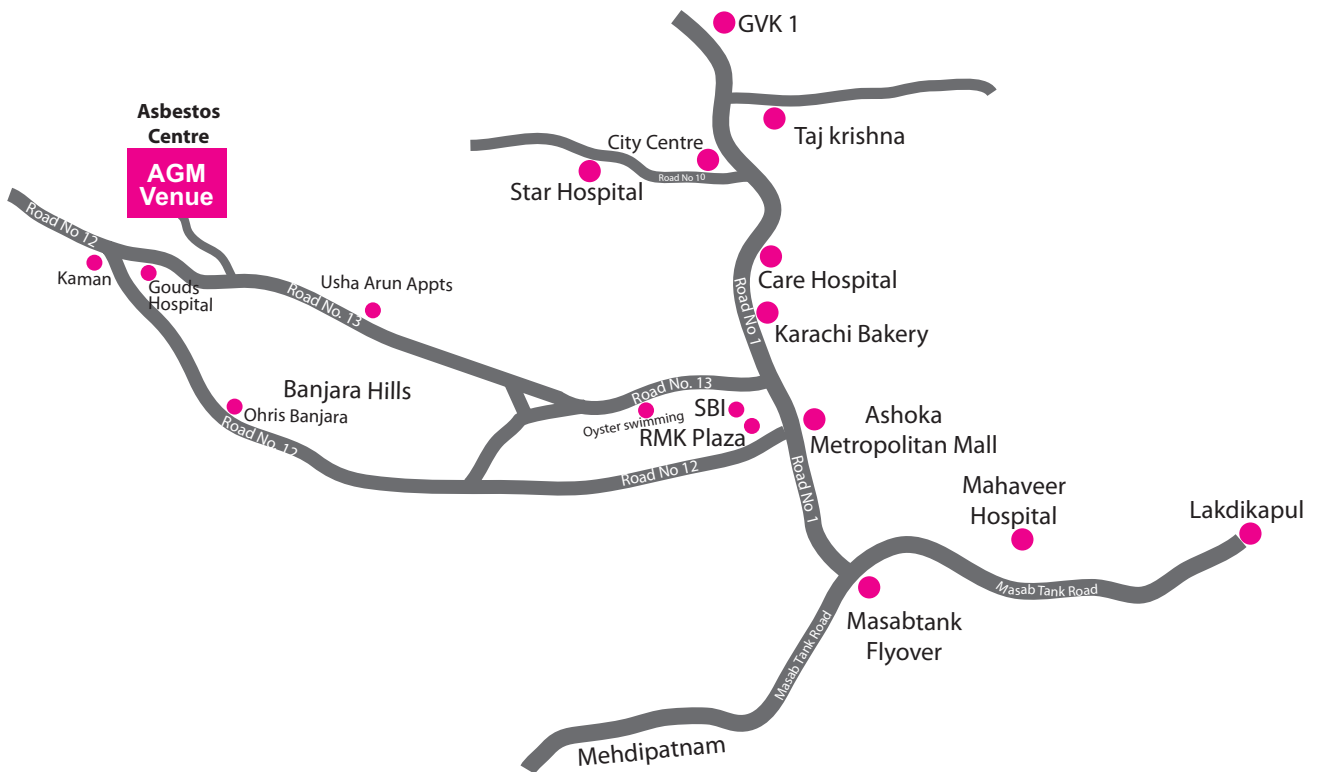 GVK 1
Taj krishna
City Centre
Road No 10
Star Hospital
Asbestos
Centre
AGM
Venue
Road No 12
Kaman
Gouds
Hospital
Usha Arun Appts
Road No. 13
Care Hospital
Road No 1
Karachi Bakery
Banjara Hills
Ohris Banjara
Road No.12
Road No. 13
Oyster swimming
SBI
RMK Plaza
Road No 12
Ashoka
Metropolitan Mall
Road No 1
Mahaveer
Hospital
Lakdikapul
Masab Tank Road
Masabtank
Flyover
Masab Tank Road
Mehdipatnam